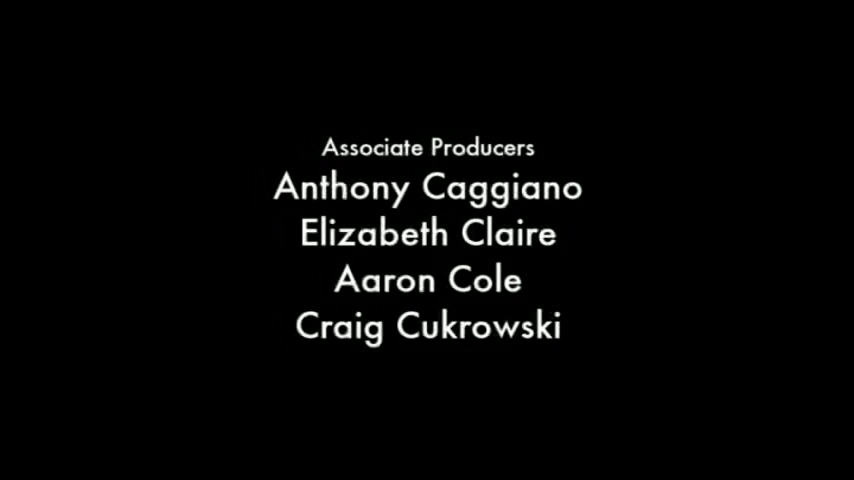 Associate Producers
Anthony Caggiano
Elizabeth Claire
Aaron Cole
Craig Cukrowski